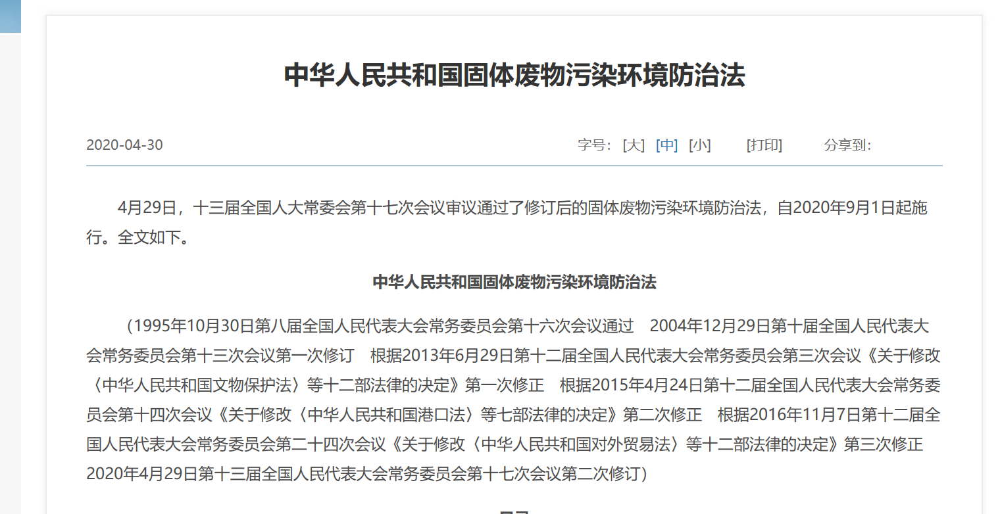 中华人民共和国固体废物污染环境防治法
2020-04-30 字号： [大] [中] [小] [打印] 分享到：
4月29日，十三届全国人大常委会第十七次会议审议通过了修订后的固体废物污染环境防治法，自2020年9月1日起施
行。全文如下。
中华人民共和国固体废物污染环境防治法
（1995年10月30日第八届全国人民代表大会常务委员会第十六次会议通过　2004年12月29日第十届全国人民代表大
会常务委员会第十三次会议第一次修订　根据2013年6月29日第十二届全国人民代表大会常务委员会第三次会议《关于修改
〈中华人民共和国文物保护法〉等十二部法律的决定》第一次修正　根据2015年4月24日第十二届全国人民代表大会常务委
员会第十四次会议《关于修改〈中华人民共和国港口法〉等七部法律的决定》第二次修正　根据2016年11月7日第十二届全
国人民代表大会常务委员会第二十四次会议《关于修改〈中华人民共和国对外贸易法〉等十二部法律的决定》第三次修正
2020年4月29日第十三届全国人民代表大会常务委员会第十七次会议第二次修订）